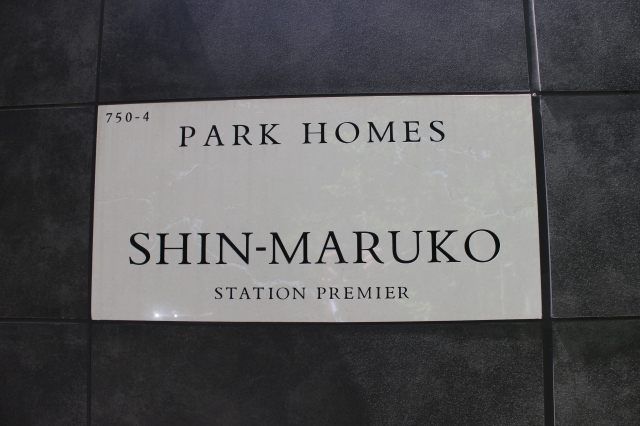 750-4
PARK HOMES
SHIN-MARUKO
STATION PREMIER